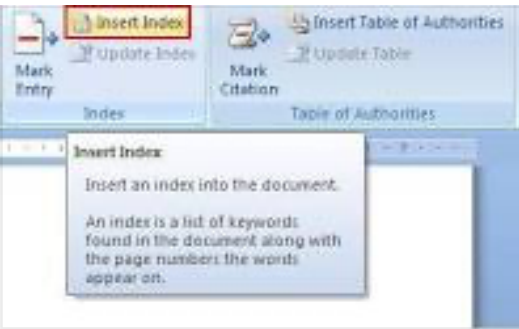 Insert Index
Insert Table of Authorities
Update Index
Update Table
Mark
Entry
Mark
Citation
Index
Table of Authorities
Insert Index
Insert an index into the document.
An index is a list of keywords
found in the document along with
the page numbers the words
appear on.